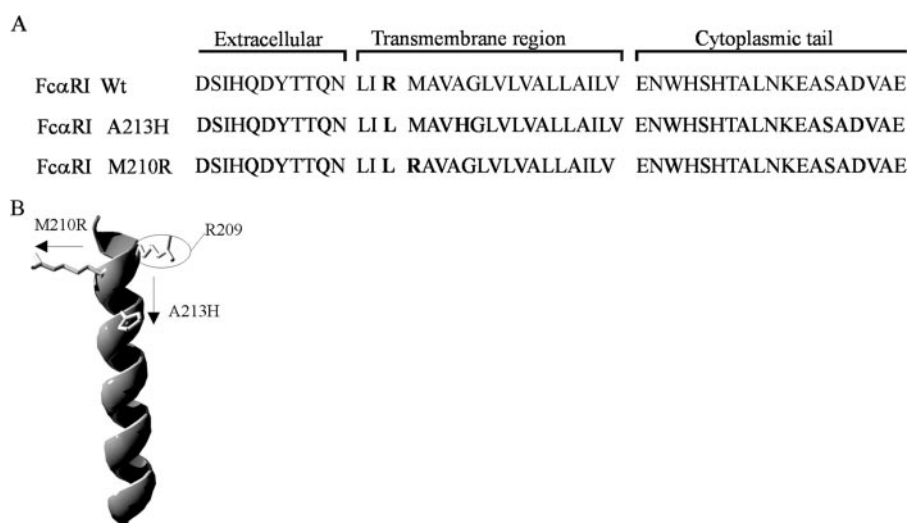 A
Extracellular Transmembrane region Cytoplasmic tail
FcαRI Wt DSIHQDYTTQN LI R MAVAGLVLVALLAILV ENWHSHTALNKEASADVAE
FcαRI A213H DSIHQDYTTQN LI L MAVHGLVLVALLAILV ENWHSHTALNKEASADVAE
FcαRI M210R DSIHQDYTTQN LI L RAVAGLVLVALLAILV ENWHSHTALNKEASADVAE
B
M210R
R209
A213H